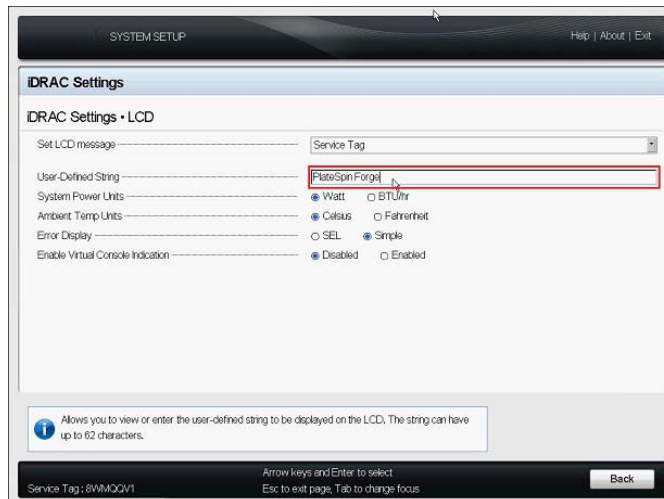 SYSTEM SETUP
Help | About | Exit
iDRAC Settings
iDRAC Settings • LCD
Set LCD message Service Tag
User-Defined String PlateSpin Forge
System Power Units Watt BTU/hr
Ambient Temp Units Celsius Fahrenheit
Error Display SEL Simple
Enable Virtual Console Indication Disabled Enabled
Allows you to view or enter the user-defined string to be displayed on the LCD. The string can have
up to 62 characters.
Arrow keys and Enter to select
Service Tag : 8WMQQV1 Esc to exit page, Tab to change focus
Back